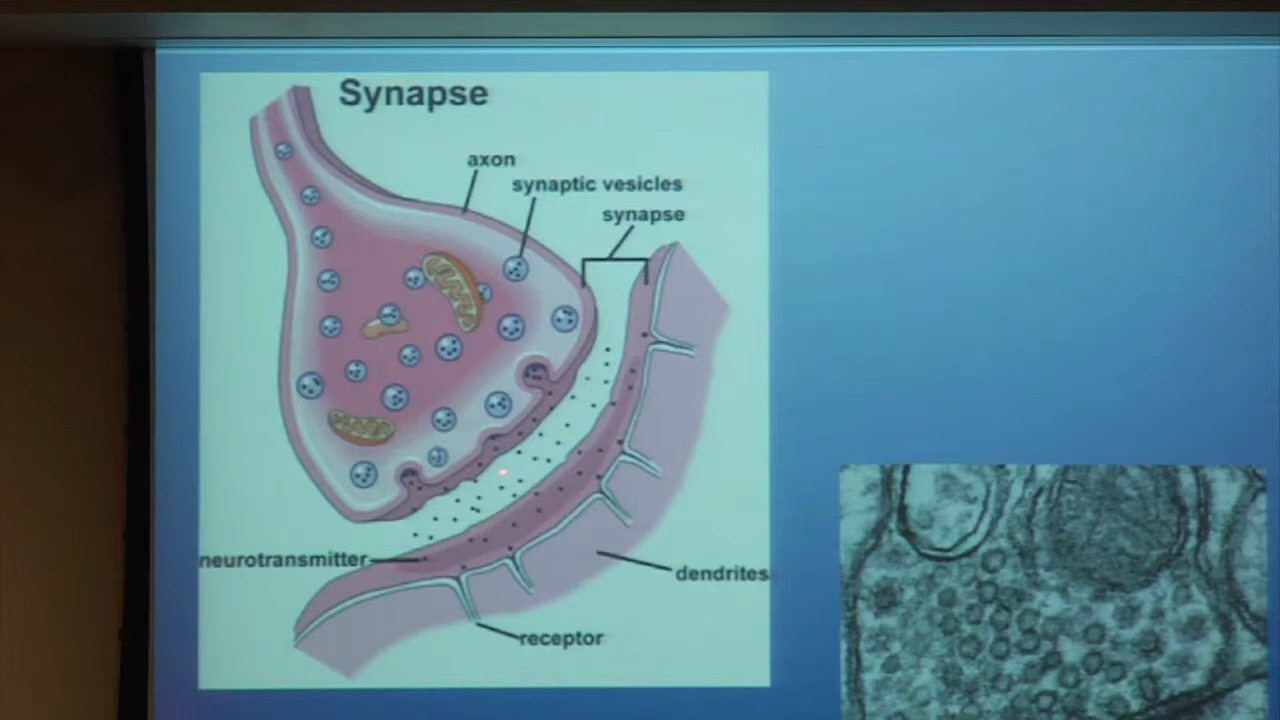 Synapse
axon
synaptic vesicles
synapse
neurotransmitter
dendrites
receptor